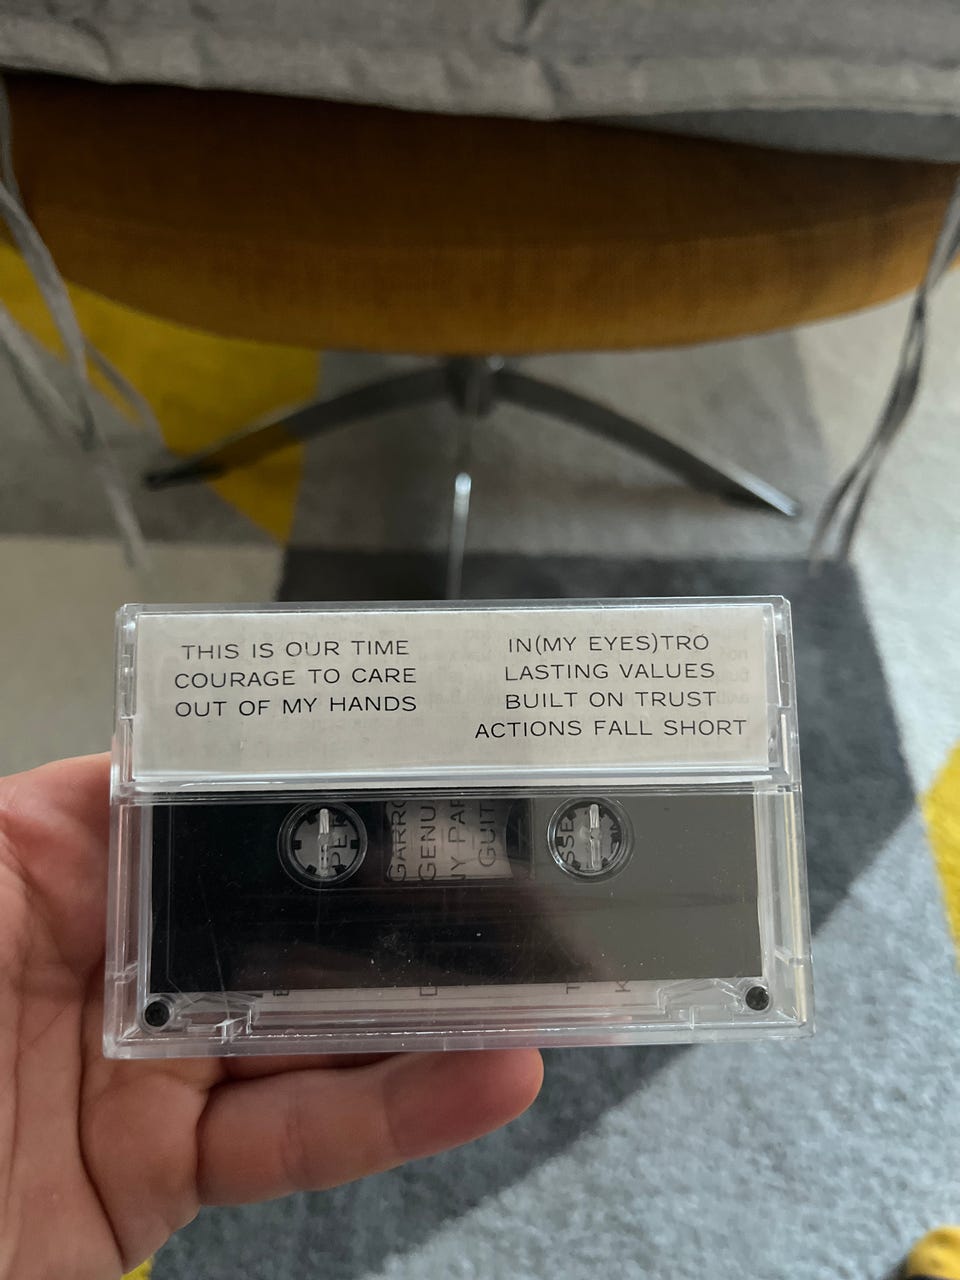 THIS IS OUR TIME
COURAGE TO CARE
OUT OF MY HANDS
IN(MY EYES)TRO
LASTING VALUES
BUILT ON TRUST
ACTIONS FALL SHORT
GUIT